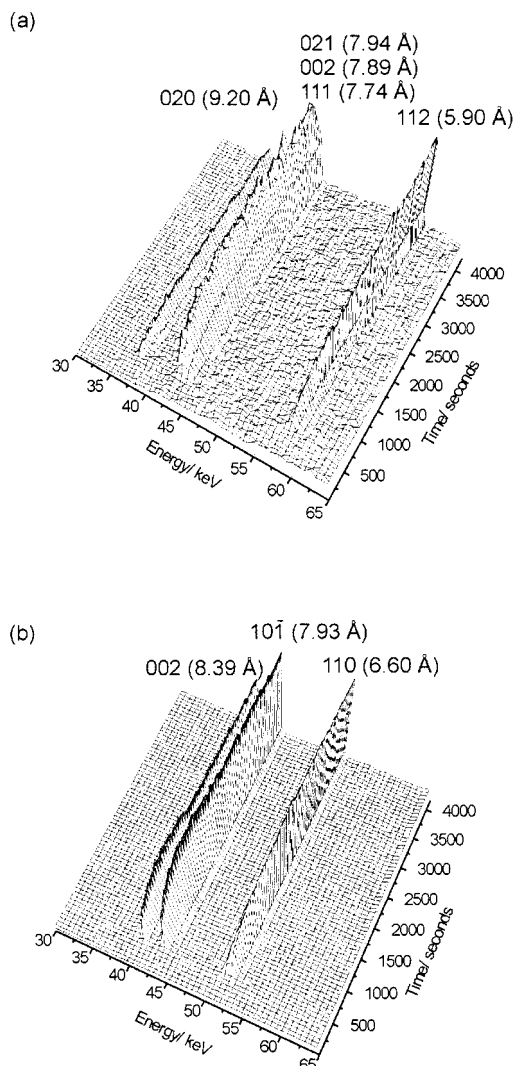 (a)
021 (7.94 Å)
002 (7.89 Å)
020 (9.20 Å)
111 (7.74 Å)
112 (5.90 Å)
4000
3500
3000
2500
2000
1500
1000
500
Time/ seconds
30
35
40
45
50
55
60
65
Energy/ keV
(b)
101̄ (7.93 Å)
002 (8.39 Å)
110 (6.60 Å)
4000
3500
3000
2500
2000
1500
1000
500
Time/ seconds
30
35
40
45
50
55
60
65
Energy/ keV